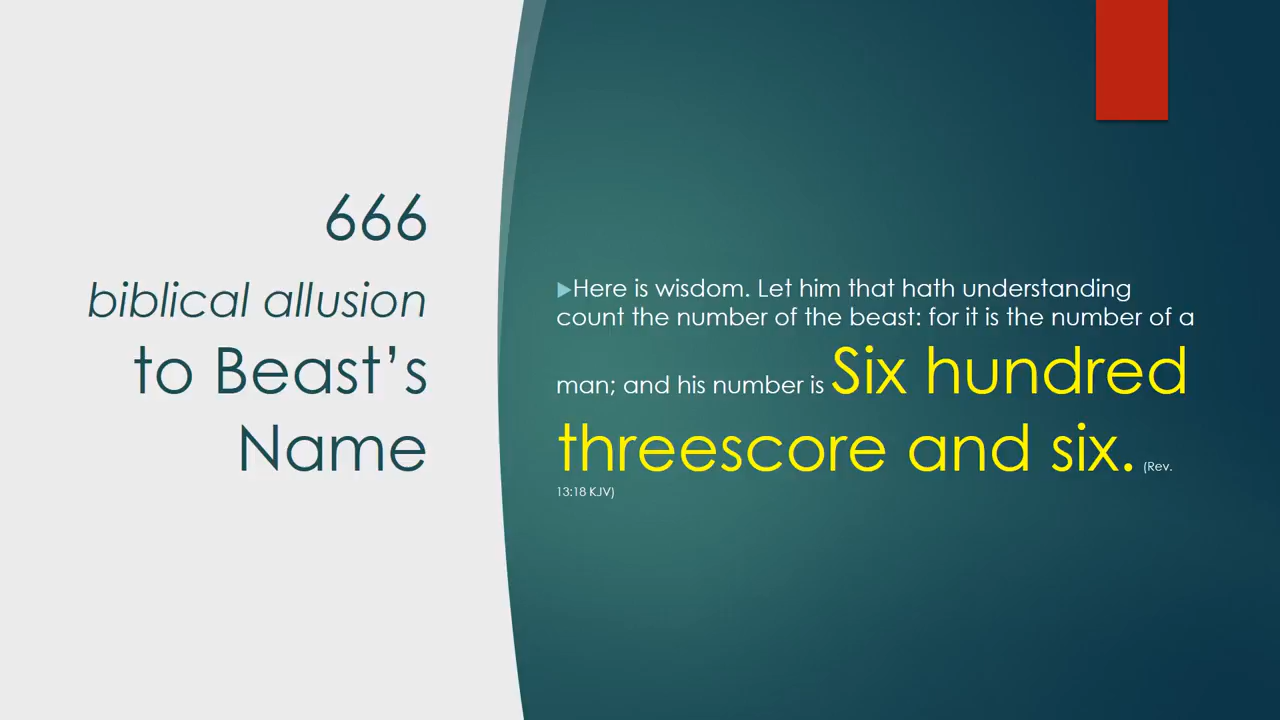 666
biblical allusion
to Beast's
Name
Here is wisdom. Let him that hath understanding
count the number of the beast: for it is the number of a
man; and his number is Six hundred
threescore and six. (Rev.
13:18 KJV)